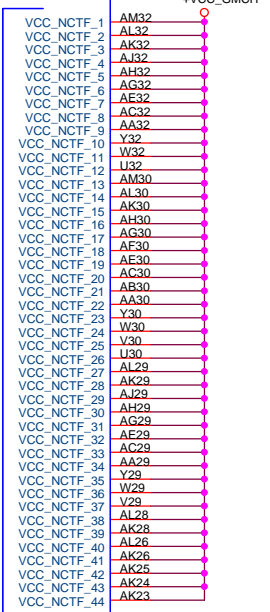 +VCC_GMCH
VCC_NCTF_1 AM32
VCC_NCTF_2 AL32
VCC_NCTF_3 AK32
VCC_NCTF_4 AJ32
VCC_NCTF_5 AH32
VCC_NCTF_6 AG32
VCC_NCTF_7 AE32
VCC_NCTF_8 AC32
VCC_NCTF_9 AA32
VCC_NCTF_10 Y32
VCC_NCTF_11 W32
VCC_NCTF_12 U32
VCC_NCTF_13 AM30
VCC_NCTF_14 AL30
VCC_NCTF_15 AK30
VCC_NCTF_16 AH30
VCC_NCTF_17 AG30
VCC_NCTF_18 AF30
VCC_NCTF_19 AE30
VCC_NCTF_20 AC30
VCC_NCTF_21 AB30
VCC_NCTF_22 AA30
VCC_NCTF_23 Y30
VCC_NCTF_24 W30
VCC_NCTF_25 V30
VCC_NCTF_26 U30
VCC_NCTF_27 AL29
VCC_NCTF_28 AK29
VCC_NCTF_29 AJ29
VCC_NCTF_30 AH29
VCC_NCTF_31 AG29
VCC_NCTF_32 AE29
VCC_NCTF_33 AC29
VCC_NCTF_34 AA29
VCC_NCTF_35 Y29
VCC_NCTF_36 W29
VCC_NCTF_37 V29
VCC_NCTF_38 AL28
VCC_NCTF_39 AK28
VCC_NCTF_40 AL26
VCC_NCTF_41 AK26
VCC_NCTF_42 AK25
VCC_NCTF_43 AK24
VCC_NCTF_44 AK23